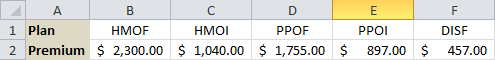 A B C D E F
1 Plan HMOF HMOI PPOF PPOI DISF
2 Premium $ 2,300.00 $ 1,040.00 $ 1,755.00 $ 897.00 $ 457.00